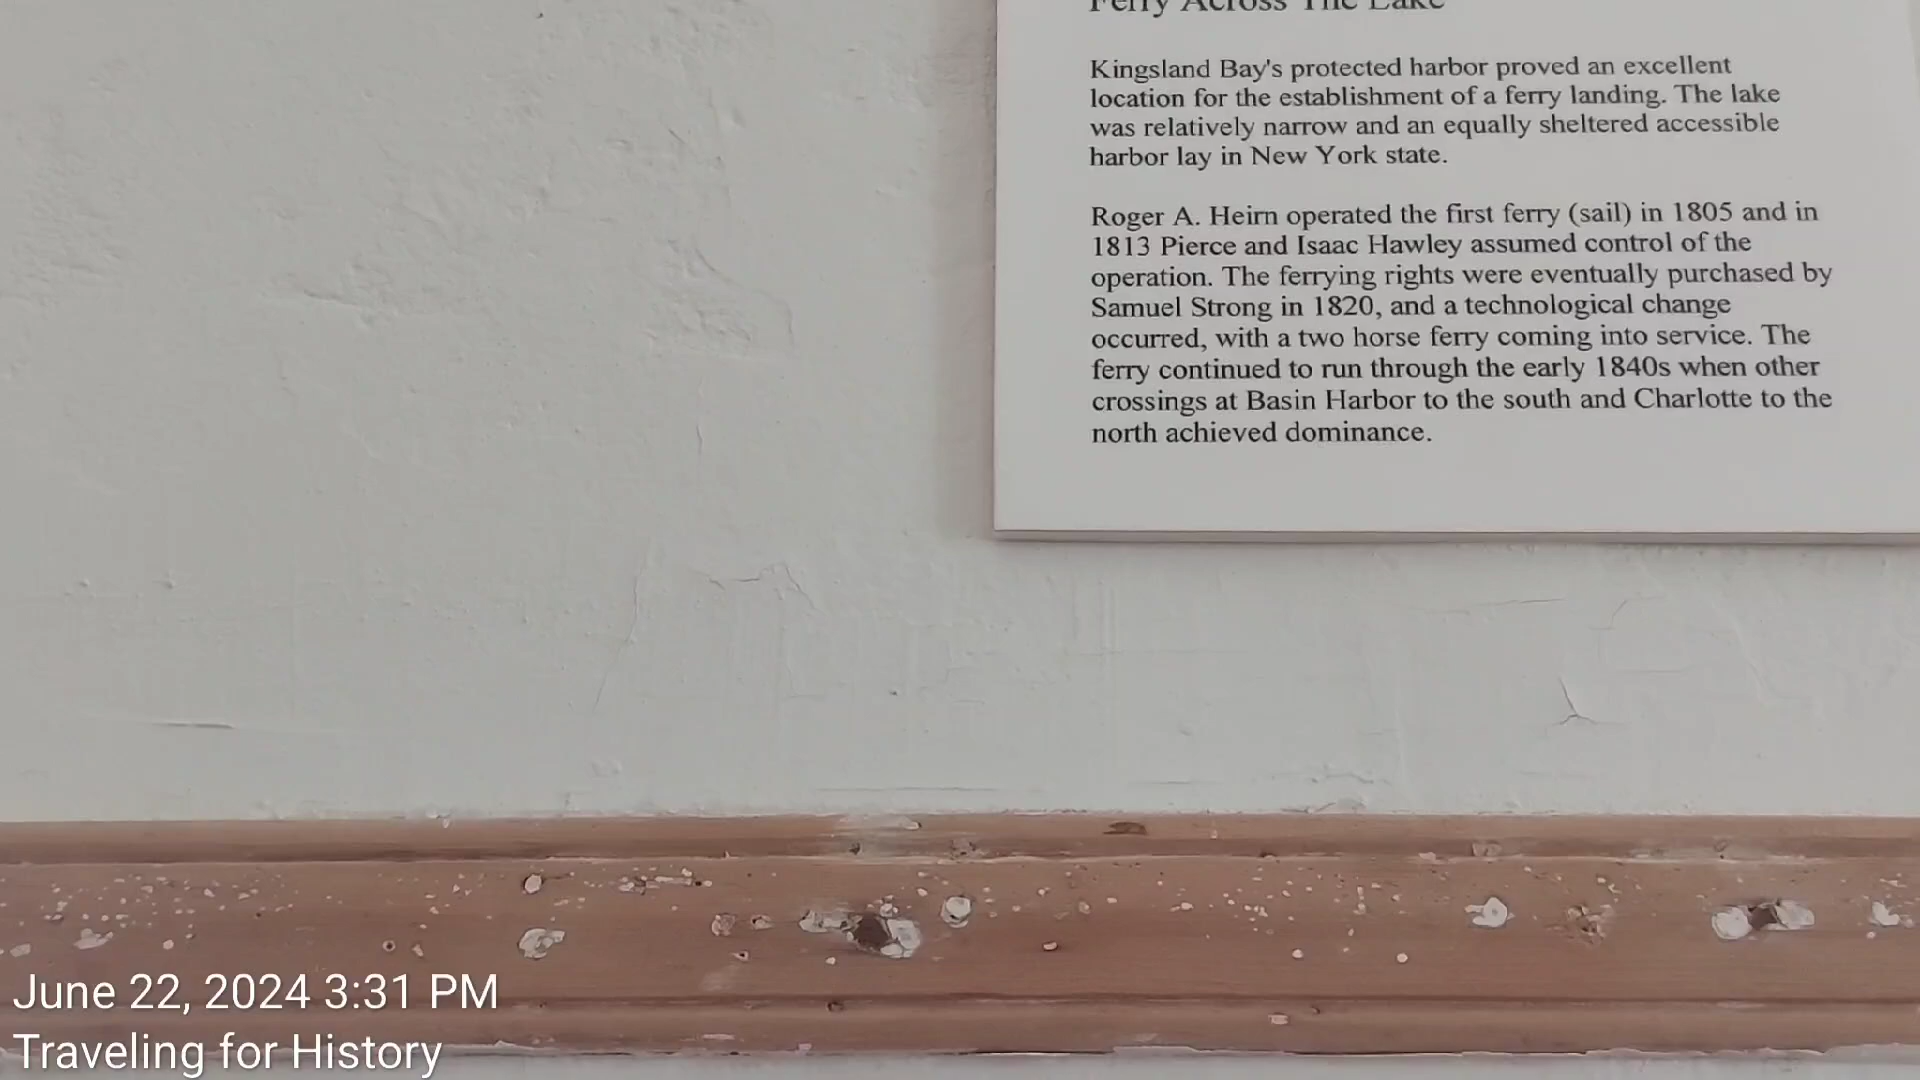 Ferry Across The Lake
Kingsland Bay's protected harbor proved an excellent
location for the establishment of a ferry landing. The lake
was relatively narrow and an equally sheltered accessible
harbor lay in New York state.
Roger A. Heirn operated the first ferry (sail) in 1805 and in
1813 Pierce and Isaac Hawley assumed control of the
operation. The ferrying rights were eventually purchased by
Samuel Strong in 1820, and a technological change
occurred, with a two horse ferry coming into service. The
ferry continued to run through the early 1840s when other
crossings at Basin Harbor to the south and Charlotte to the
north achieved dominance.
June 22, 2024 3:31 PM
Traveling for History